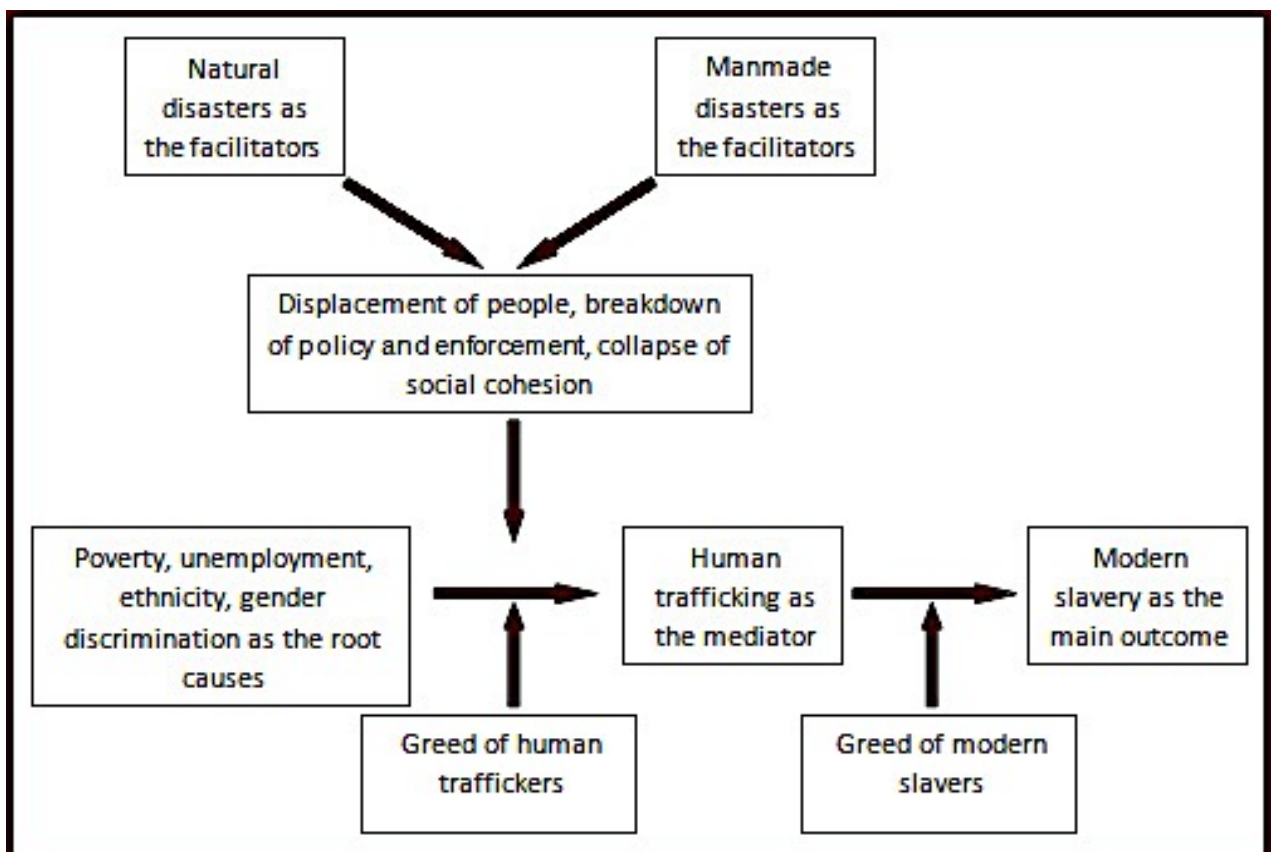 Natural
disasters as
the facilitators
Manmade
disasters as
the facilitators
Displacement of people, breakdown
of policy and enforcement, collapse of
social cohesion
Poverty, unemployment,
ethnicity, gender
discrimination as the root
causes
Human
trafficking as
the mediator
Modern
slavery as the
main outcome
Greed of human
traffickers
Greed of modern
slavers